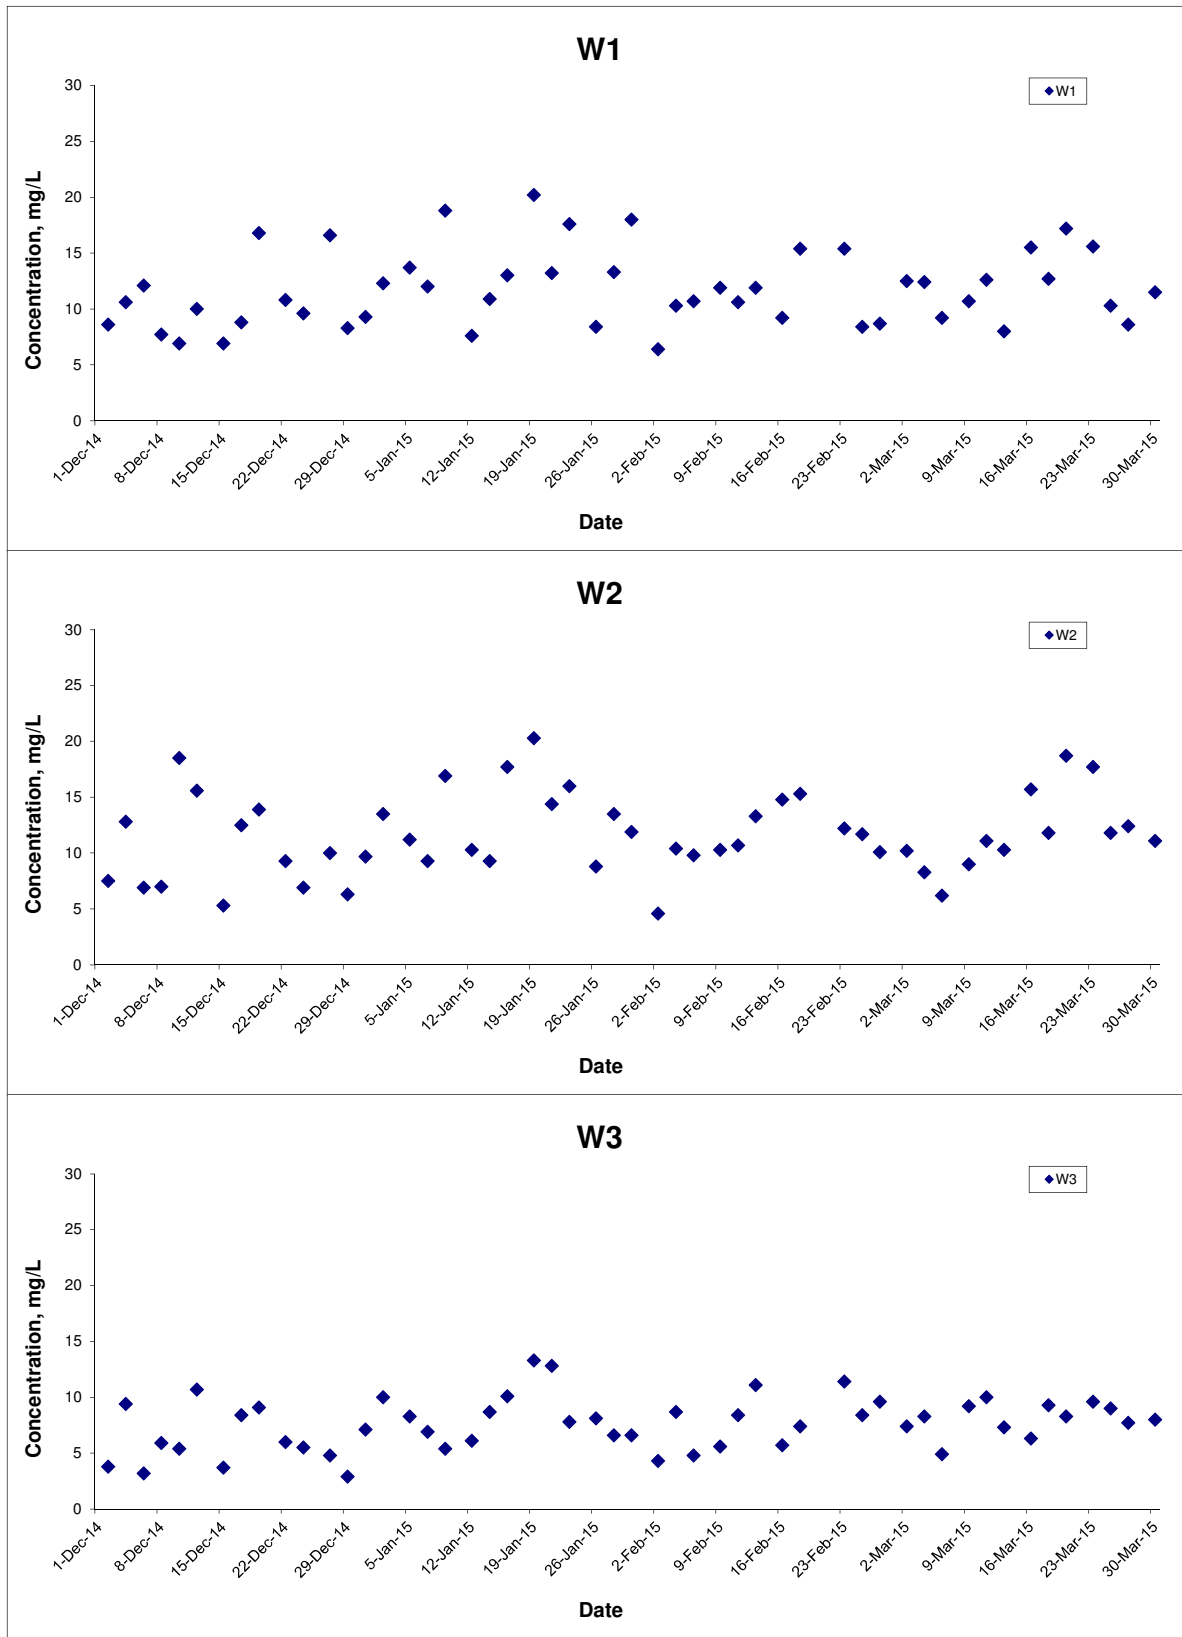 W1
W1
30
25
20
15
10
5
0
Concentration, mg/L
1-Dec-14
8-Dec-14
15-Dec-14
22-Dec-14
29-Dec-14
5-Jan-15
12-Jan-15
19-Jan-15
26-Jan-15
2-Feb-15
9-Feb-15
16-Feb-15
23-Feb-15
2-Mar-15
9-Mar-15
16-Mar-15
23-Mar-15
30-Mar-15
Date
W2
W2
30
25
20
15
10
5
0
Concentration, mg/L
1-Dec-14
8-Dec-14
15-Dec-14
22-Dec-14
29-Dec-14
5-Jan-15
12-Jan-15
19-Jan-15
26-Jan-15
2-Feb-15
9-Feb-15
16-Feb-15
23-Feb-15
2-Mar-15
9-Mar-15
16-Mar-15
23-Mar-15
30-Mar-15
Date
W3
W3
30
25
20
15
10
5
0
Concentration, mg/L
1-Dec-14
8-Dec-14
15-Dec-14
22-Dec-14
29-Dec-14
5-Jan-15
12-Jan-15
19-Jan-15
26-Jan-15
2-Feb-15
9-Feb-15
16-Feb-15
23-Feb-15
2-Mar-15
9-Mar-15
16-Mar-15
23-Mar-15
30-Mar-15
Date